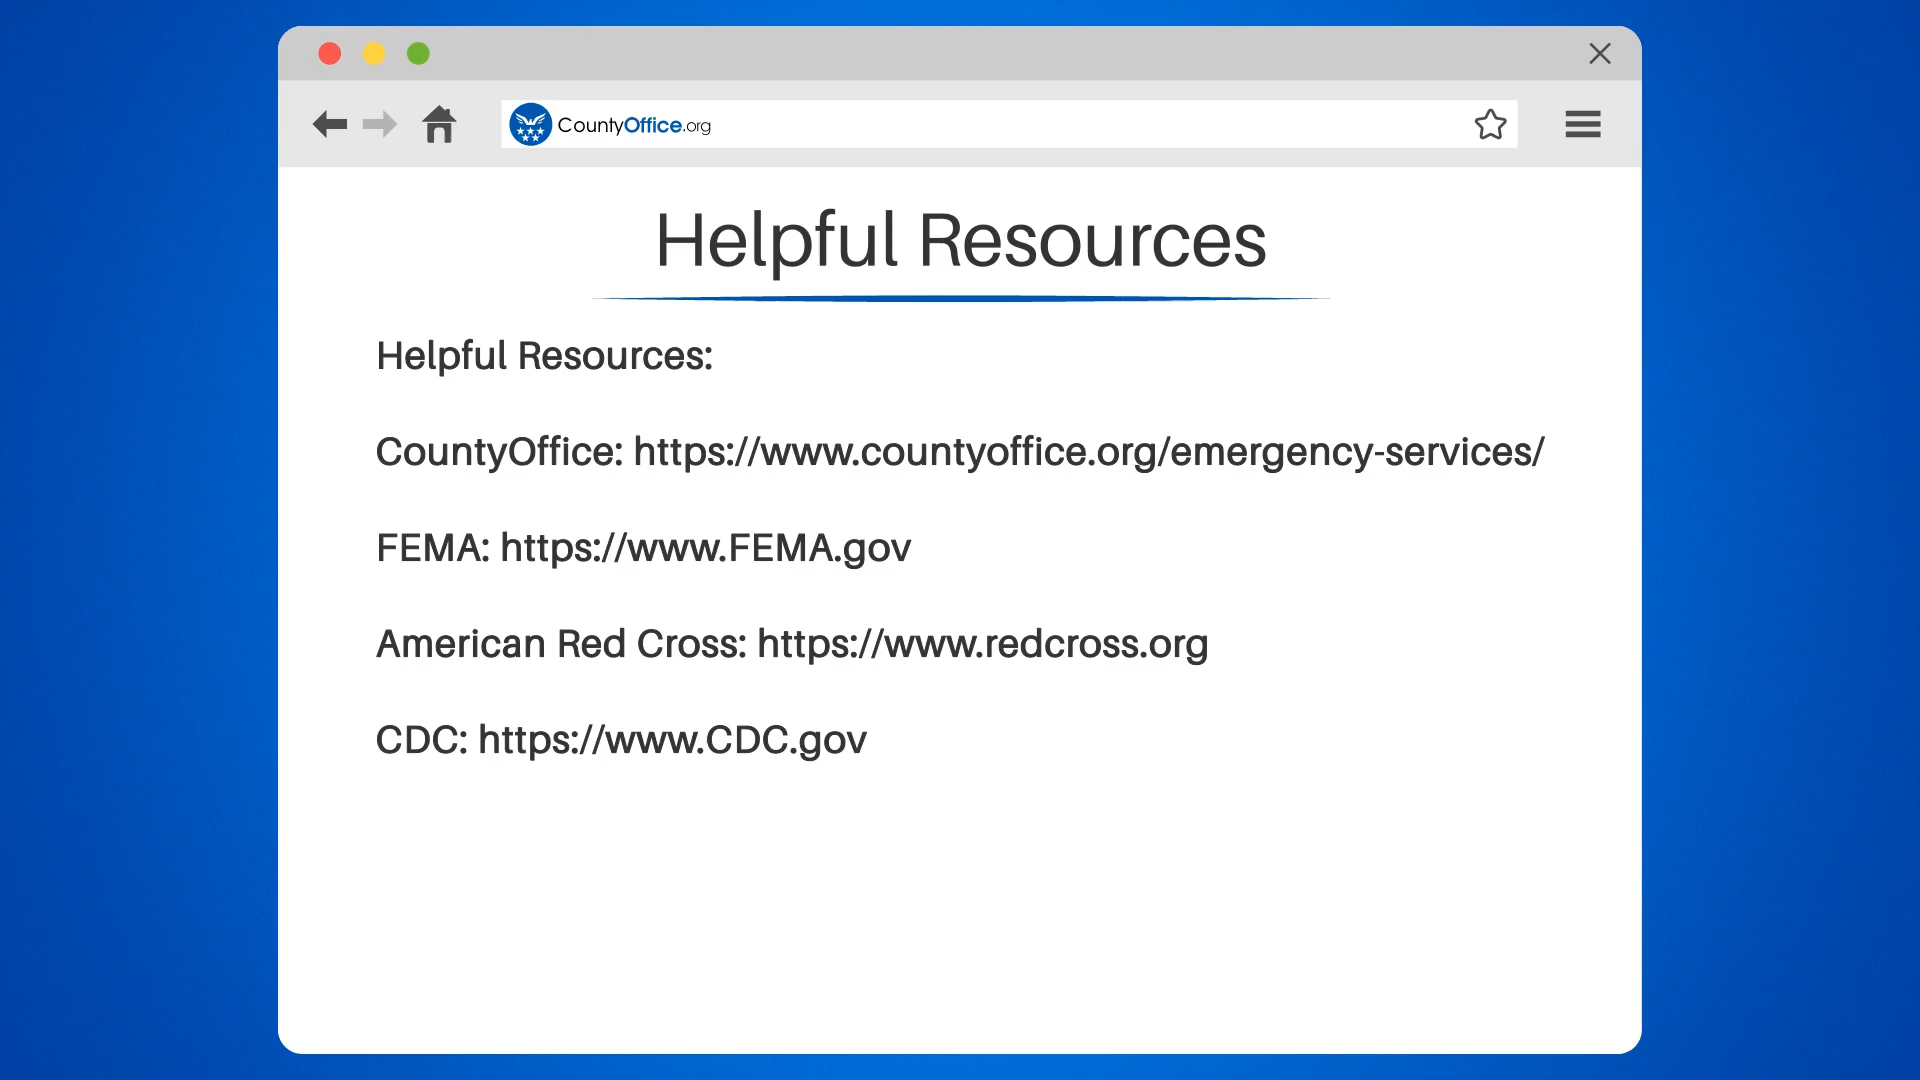 CountyOffice.org
Helpful Resources
Helpful Resources:
CountyOffice: https://www.countyoffice.org/emergency-services/
FEMA: https://www.FEMA.gov
American Red Cross: https://www.redcross.org
CDC: https://www.CDC.gov